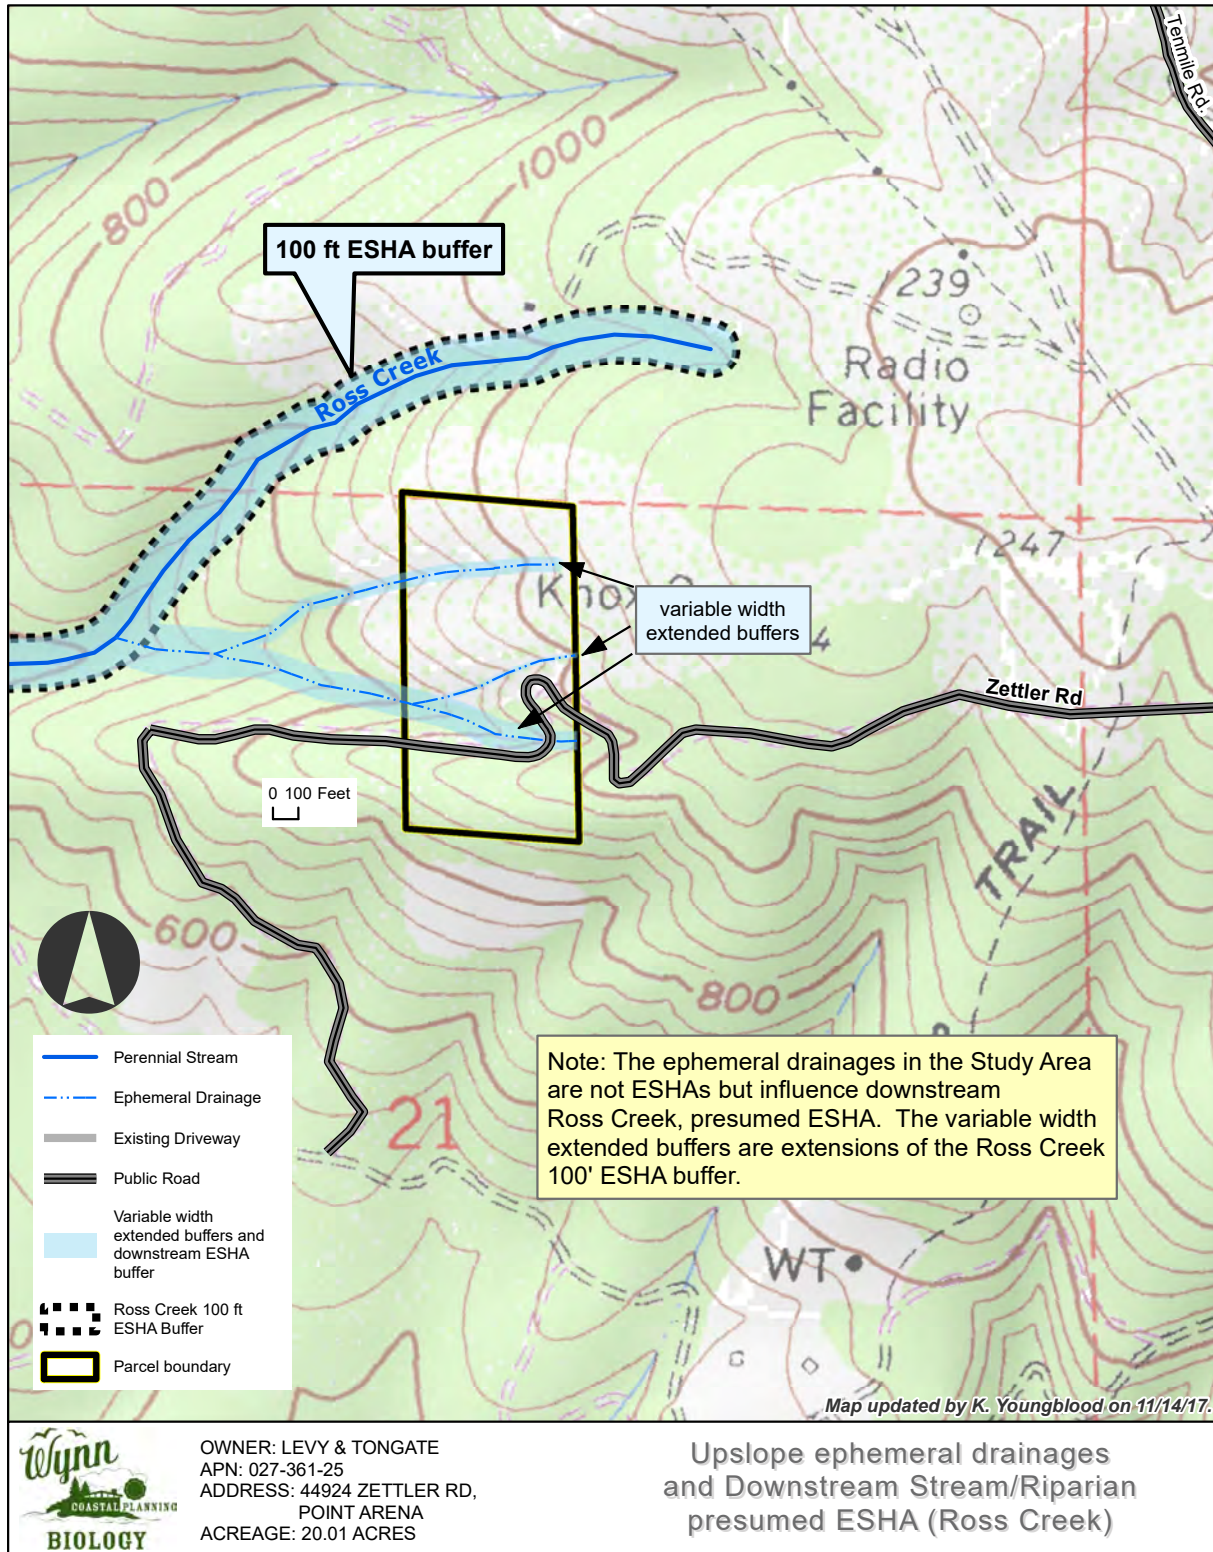 Tenmile Rd.
1000
800
100 ft ESHA buffer
Ross Creek
1239
Radio
Facility
1247
variable width
extended buffers
4
Zettler Rd
0 100 Feet
TRAIL
600
800
Perennial Stream
Ephemeral Drainage
Existing Driveway
Public Road
Variable width
extended buffers and
downstream ESHA
buffer
Ross Creek 100 ft
ESHA Buffer
Parcel boundary
Note: The ephemeral drainages in the Study Area
are not ESHAs but influence downstream
Ross Creek, presumed ESHA. The variable width
extended buffers are extensions of the Ross Creek
100' ESHA buffer.
21
WT
Map updated by K. Youngblood on 11/14/17.
Wynn
COASTAL PLANNING
BIOLOGY
OWNER: LEVY & TONGATE
APN: 027-361-25
ADDRESS: 44924 ZETTLER RD,
POINT ARENA
ACREAGE: 20.01 ACRES
Upslope ephemeral drainages
and Downstream Stream/Riparian
presumed ESHA (Ross Creek)